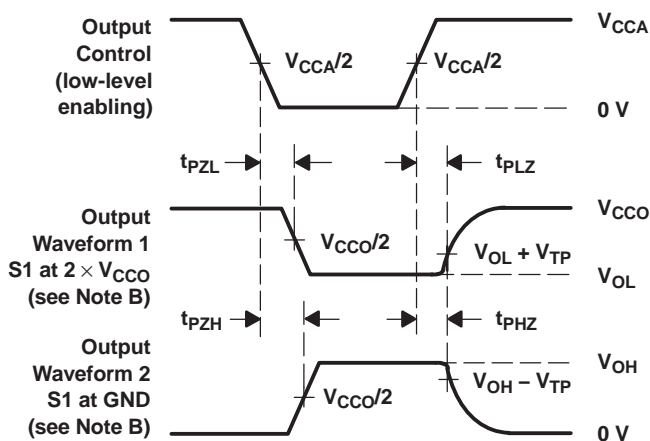 Output
Control
(low-level
enabling)
VCCA/2
VCCA/2
VCCA
0 V
tPZL
tPLZ
Output
Waveform 1
S1 at 2 × VCCO
(see Note B)
VCCO/2
VCCO
VOL + VTP
VOL
tPZH
tPHZ
Output
Waveform 2
S1 at GND
(see Note B)
VCCO/2
VOH
VOH − VTP
0 V